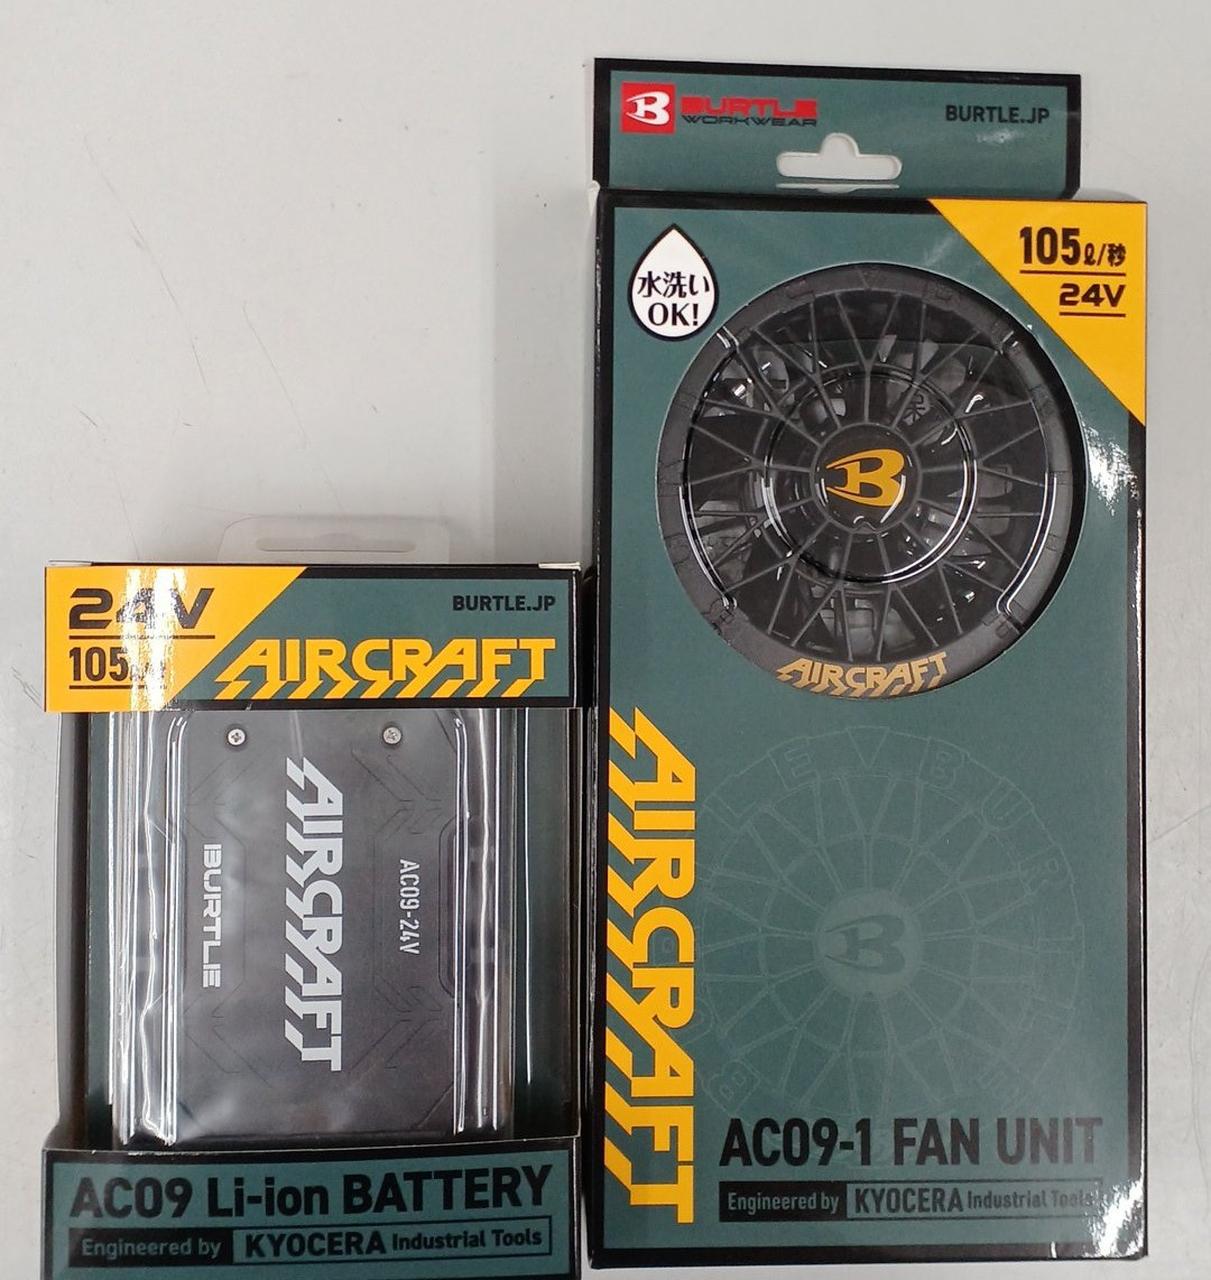 BURTLE
WORKWEAR
BURTLE.JP
水洗い
OK!
105ℓ/秒
24V
B
AIRCRAFT
AIRCRAFT
AC09-1 FAN UNIT
Engineered by KYOCERA Industrial Tools
24V
105
BURTLE.JP
AIRCRAFT
BURTLE
AIRCRAFT
AC09-24V
AC09 Li-ion BATTERY
Engineered by KYOCERA Industrial Tools